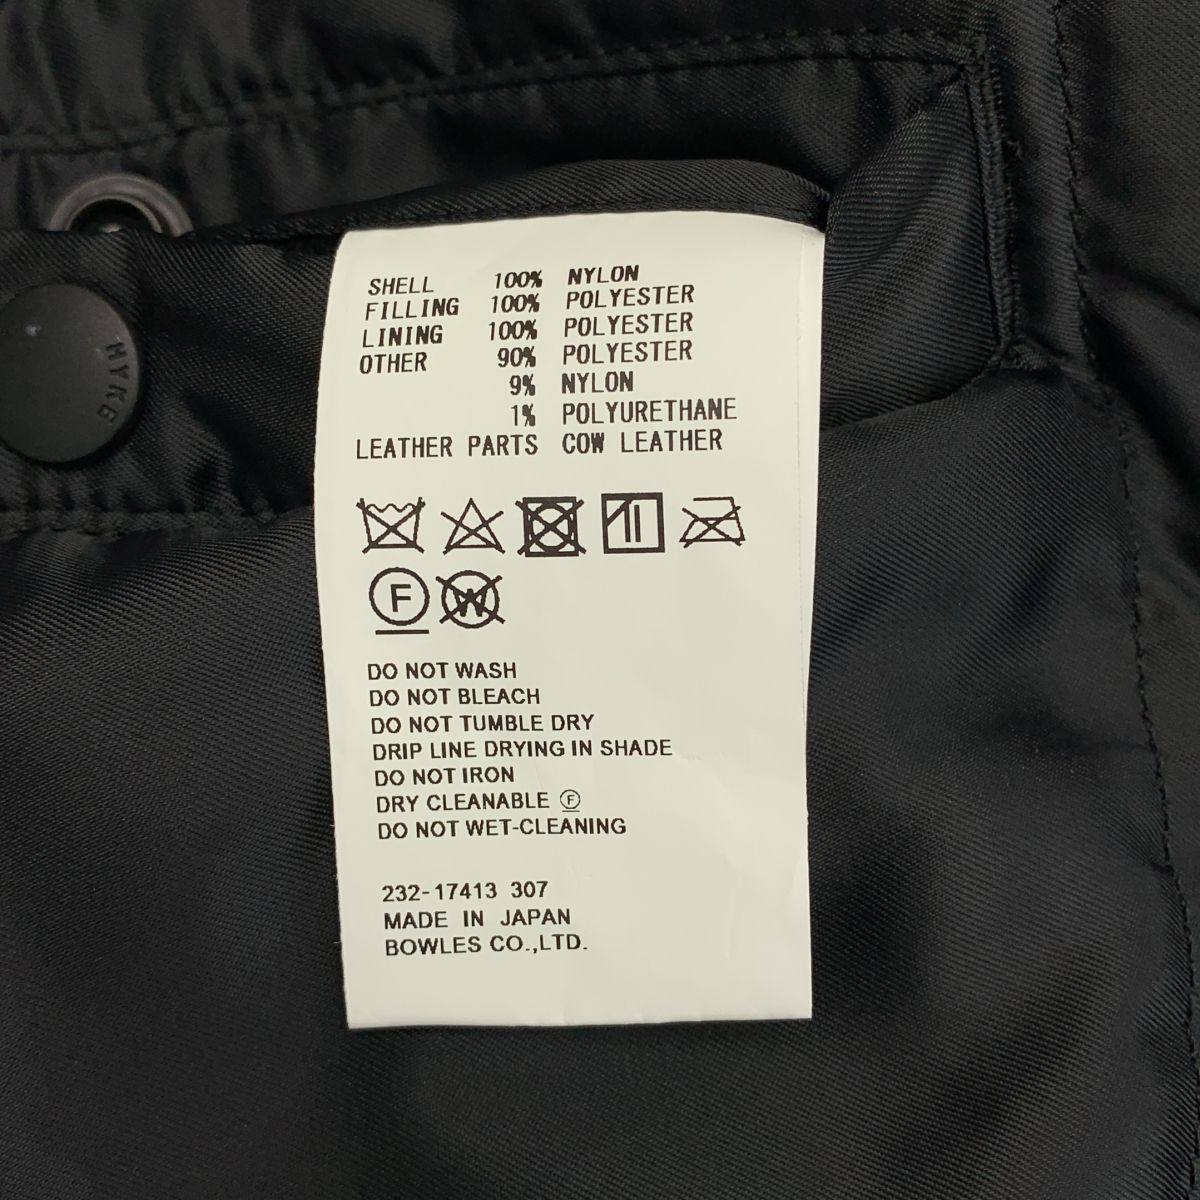 HYKE
SHELL 100% NYLON
FILLING 100% POLYESTER
LINING 100% POLYESTER
OTHER 90% POLYESTER
9% NYLON
1% POLYURETHANE
LEATHER PARTS COW LEATHER
F W
DO NOT WASH
DO NOT BLEACH
DO NOT TUMBLE DRY
DRIP LINE DRYING IN SHADE
DO NOT IRON
DRY CLEANABLE Ⓕ
DO NOT WET-CLEANING
232-17413 307
MADE IN JAPAN
BOWLES CO.,LTD.